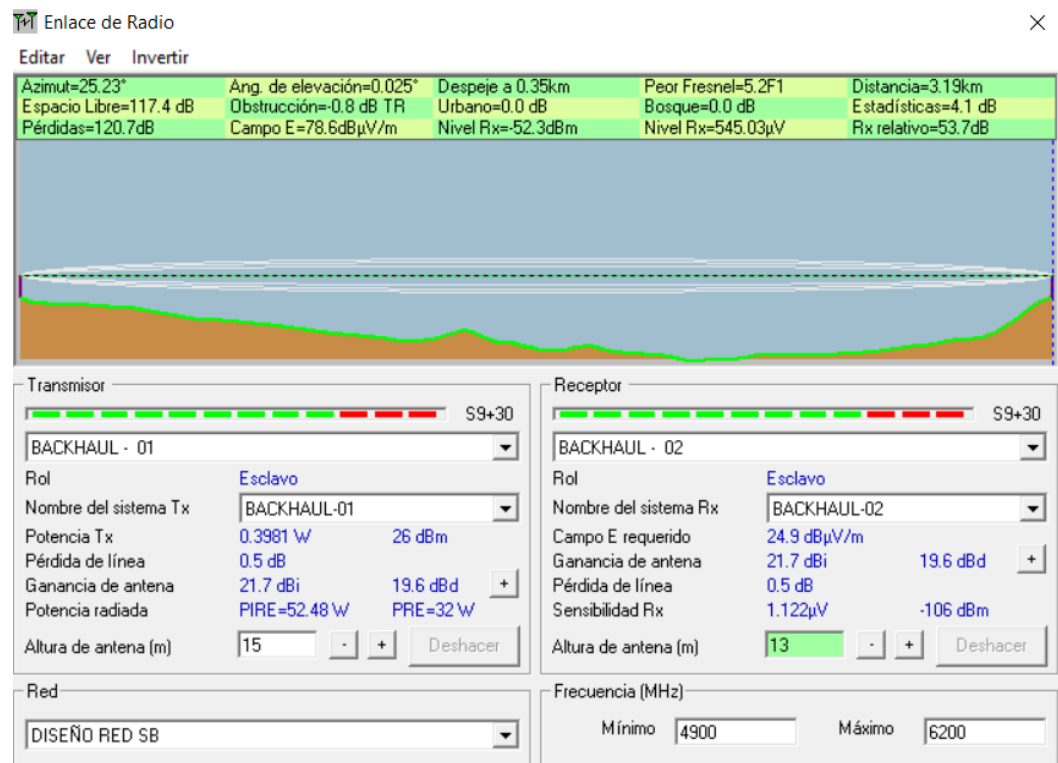 Enlace de Radio
Editar Ver Invertir
Azimut=25.23° Ang. de elevación=0.025° Despeje a 0.35km Peor Fresnel=5.2F1 Distancia=3.19km
Espacio Libre=117.4 dB Obstrucción=-0.8 dB TR Urbano=0.0 dB Bosque=0.0 dB Estadísticas=4.1 dB
Pérdidas=120.7dB Campo E=78.6dBµV/m Nivel Rx=-52.3dBm Nivel Rx=545.03µV Rx relativo=53.7dB
Transmisor
S9+30
BACKHAUL - 01
Rol Esclavo
Nombre del sistema Tx BACKHAUL-01
Potencia Tx 0.3981 W 26 dBm
Pérdida de línea 0.5 dB
Ganancia de antena 21.7 dBi 19.6 dBd +
Potencia radiada PIRE=52.48 W PRE=32 W
Altura de antena (m) 15 - + Deshacer
Receptor
S9+30
BACKHAUL - 02
Rol Esclavo
Nombre del sistema Rx BACKHAUL-02
Campo E requerido 24.9 dBµV/m
Ganancia de antena 21.7 dBi 19.6 dBd +
Pérdida de línea 0.5 dB
Sensibilidad Rx 1.122µV -106 dBm
Altura de antena (m) 13 - + Deshacer
Red
DISEÑO RED SB
Frecuencia (MHz)
Mínimo 4900 Máximo 6200